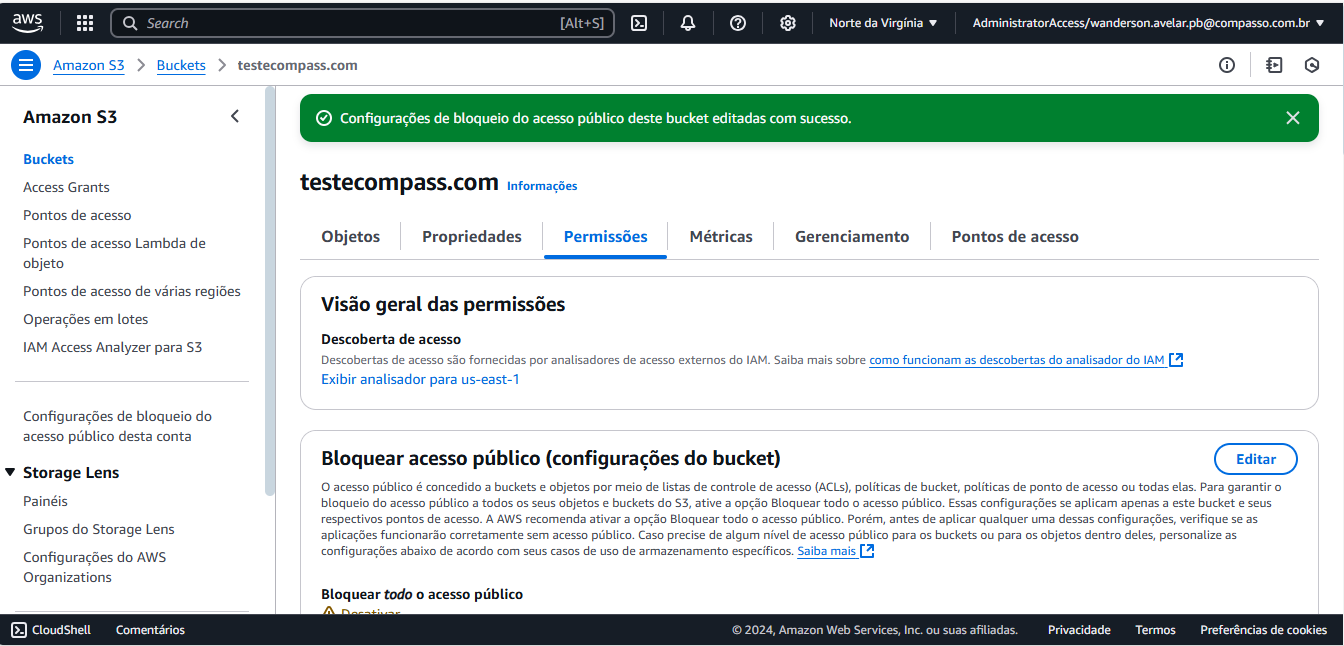 aws
Search
[Alt+S]
Norte da Virgínia
AdministratorAccess/wanderson.avelar.pb@compasso.com.br
Amazon S3
Buckets
testecompass.com
Amazon S3
Buckets
Access Grants
Pontos de acesso
Pontos de acesso Lambda de
objeto
Pontos de acesso de várias regiões
Operações em lotes
IAM Access Analyzer para S3
Configurações de bloqueio do
acesso público desta conta
Storage Lens
Painéis
Grupos do Storage Lens
Configurações do AWS
Organizations
Configurações de bloqueio do acesso público deste bucket editadas com sucesso.
testecompass.com Informações
Objetos
Propriedades
Permissões
Métricas
Gerenciamento
Pontos de acesso
Visão geral das permissões
Descoberta de acesso
Descobertas de acesso são fornecidas por analisadores de acesso externos do IAM. Saiba mais sobre como funcionam as descobertas do analisador do IAM
Exibir analisador para us-east-1
Bloquear acesso público (configurações do bucket)
Editar
O acesso público é concedido a buckets e objetos por meio de listas de controle de acesso (ACLs), políticas de bucket, políticas de ponto de acesso ou todas elas. Para garantir o
bloqueio do acesso público a todos os seus objetos e buckets do S3, ative a opção Bloquear todo o acesso público. Essas configurações se aplicam apenas a este bucket e seus
respectivos pontos de acesso. A AWS recomenda ativar a opção Bloquear todo o acesso público. Porém, antes de aplicar qualquer uma dessas configurações, verifique se as
aplicações funcionarão corretamente sem acesso público. Caso precise de algum nível de acesso público para os buckets ou para os objetos dentro deles, personalize as
configurações abaixo de acordo com seus casos de uso de armazenamento específicos. Saiba mais
Bloquear todo o acesso público
Desativar
CloudShell
Comentários
© 2024, Amazon Web Services, Inc. ou suas afiliadas.
Privacidade
Termos
Preferências de cookies